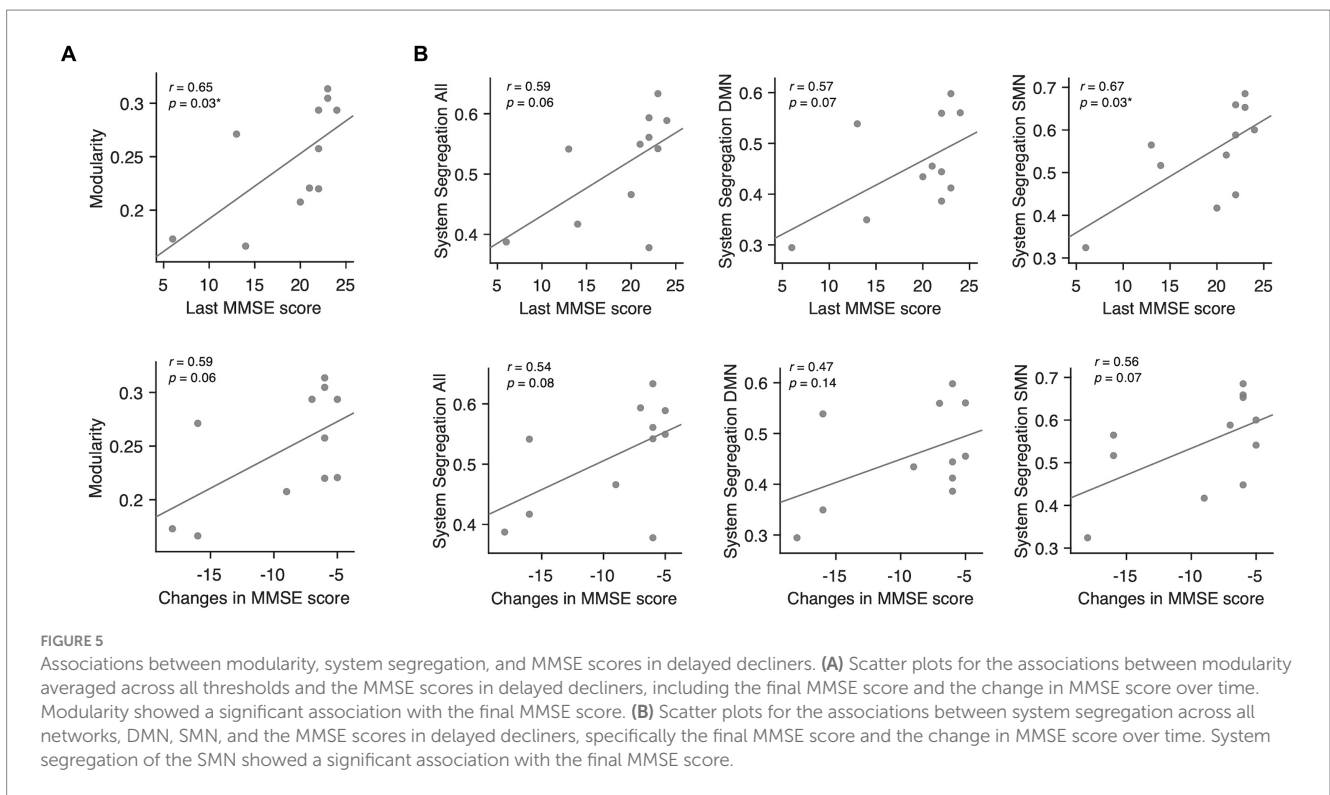 A
B
r = 0.65
p = 0.03*
0.3
0.25
0.2
Modularity
5 10 15 20 25
Last MMSE score
r = 0.59
p = 0.06
0.6
0.5
0.4
System Segregation All
5 10 15 20 25
Last MMSE score
r = 0.57
p = 0.07
0.6
0.5
0.4
0.3
System Segregation DMN
5 10 15 20 25
Last MMSE score
r = 0.67
p = 0.03*
0.7
0.6
0.5
0.4
0.3
System Segregation SMN
5 10 15 20 25
Last MMSE score
r = 0.59
p = 0.06
0.3
0.25
0.2
Modularity
-15 -10 -5
Changes in MMSE score
r = 0.54
p = 0.08
0.6
0.5
0.4
System Segregation All
-15 -10 -5
Changes in MMSE score
r = 0.47
p = 0.14
0.6
0.5
0.4
0.3
System Segregation DMN
-15 -10 -5
Changes in MMSE score
r = 0.56
p = 0.07
0.7
0.6
0.5
0.4
0.3
System Segregation SMN
-15 -10 -5
Changes in MMSE score
FIGURE 5
Associations between modularity, system segregation, and MMSE scores in delayed decliners. (A) Scatter plots for the associations between modularity
averaged across all thresholds and the MMSE scores in delayed decliners, including the final MMSE score and the change in MMSE score over time.
Modularity showed a significant association with the final MMSE score. (B) Scatter plots for the associations between system segregation across all
networks, DMN, SMN, and the MMSE scores in delayed decliners, specifically the final MMSE score and the change in MMSE score over time. System
segregation of the SMN showed a significant association with the final MMSE score.